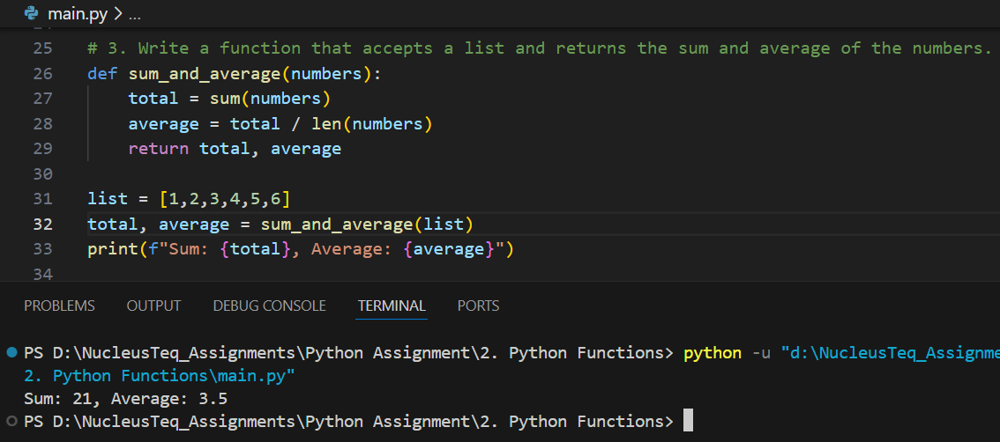 main.py > ...
25 # 3. Write a function that accepts a list and returns the sum and average of the numbers.
26 def sum_and_average(numbers):
27 total = sum(numbers)
28 average = total / len(numbers)
29 return total, average
30
31 list = [1,2,3,4,5,6]
32 total, average = sum_and_average(list)
33 print(f"Sum: {total}, Average: {average}")
34
PROBLEMS OUTPUT DEBUG CONSOLE TERMINAL PORTS
PS D:\NucleusTeq_Assignments\Python Assignment\2. Python Functions> python -u "d:\NucleusTeq_Assignme
2. Python Functions\main.py"
Sum: 21, Average: 3.5
PS D:\NucleusTeq_Assignments\Python Assignment\2. Python Functions>